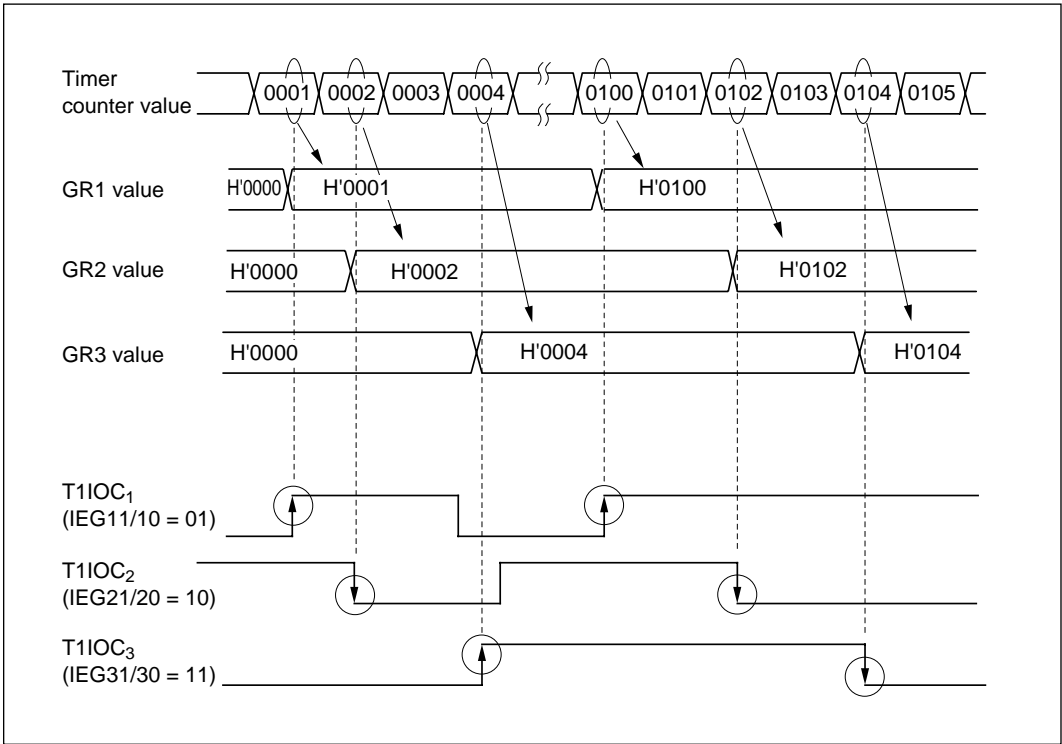 Timer
counter value
0001 0002 0003 0004 0100 0101 0102 0103 0104 0105
GR1 value
H'0000 H'0001 H'0100
GR2 value
H'0000 H'0002 H'0102
GR3 value
H'0000 H'0004 H'0104
T1IOC1
(IEG11/10 = 01)
T1IOC2
(IEG21/20 = 10)
T1IOC3
(IEG31/30 = 11)